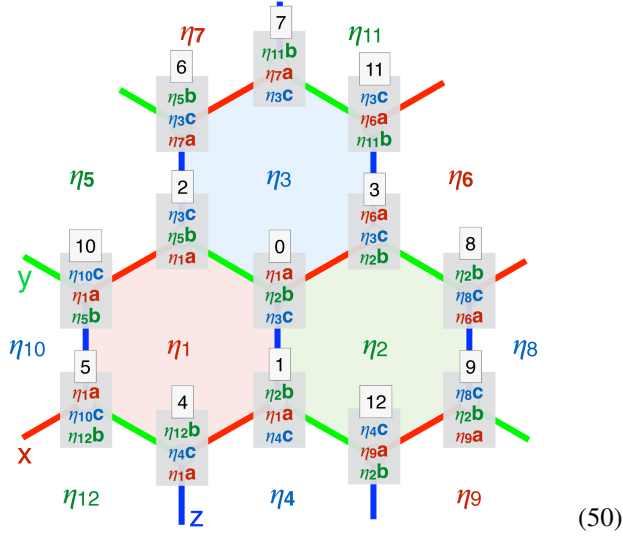 7
η7
η11
η11b
η7a
η3c
6
η5b
η3c
η7a
11
η3c
η6a
η11b
η5
η3
η6
2
η3c
η5b
η1a
3
η6a
η3c
η2b
10
η10c
η1a
η5b
0
η1a
η2b
η3c
8
η2b
η8c
η6a
y
η10
η1
η2
η8
5
η1a
η10c
η12b
4
η12b
η4c
η1a
1
η2b
η1a
η4c
12
η4c
η9a
η2b
9
η8c
η2b
η9a
x
η12
z
η4
η9
(50)